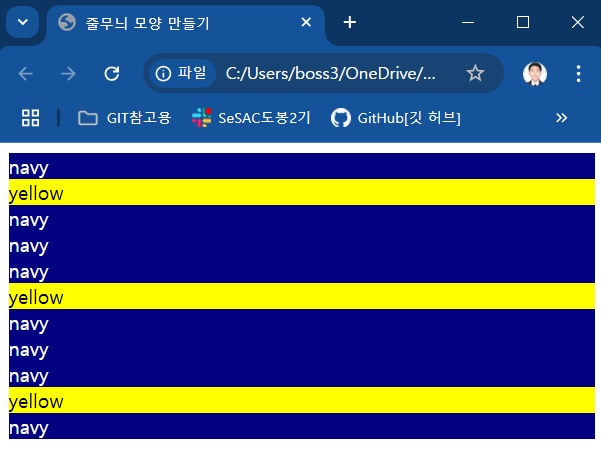 줄무늬 모양 만들기
파일 C:/Users/boss3/OneDrive/...
GIT참고용 SeSAC도봉2기 GitHub[깃 허브]
navy
yellow
navy
navy
navy
yellow
navy
navy
navy
yellow
navy